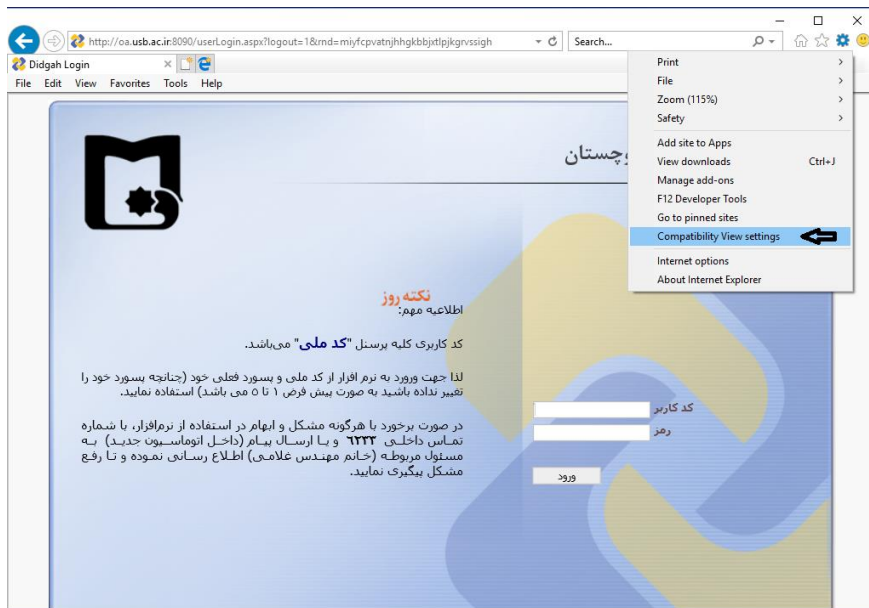 http://oa.usb.ac.ir:8090/userLogin.aspx?logout=1&rnd=miyfcpvatnjhhgkbbjxtlpjkgrvssigh
Search...
Didgah Login
File Edit View Favorites Tools Help
Print
File
Zoom (115%)
Safety
Add site to Apps
View downloads Ctrl+J
Manage add-ons
F12 Developer Tools
Go to pinned sites
Compatibility View settings
Internet options
About Internet Explorer
وچستان
نکته روز
اطلاعیه مهم:
کد کاربری کلیه پرسنل "کد ملی" می‌باشد.
لذا جهت ورورد به نرم افزار از کد ملی و پسورد فعلی خود (چنانچه پسورد خود را
تغییر نداده باشید به صورت پیش فرض ۱ تا ۵ می باشد) استفاده نمایید.
در صورت برخورد با هرگونه مشکل و ابهام در استفاده از نرم‌افزار، با شماره
تماس داخلی ۶۲۳۳ و یا ارسال پیام (داخل اتوماسیون جدید) به
مسئول مربوطه (خانم مهندس غلامی) اطلاع رسانی نموده و تا رفع
مشکل پیگیری نمایید.
کد کاربر
رمز
ورود